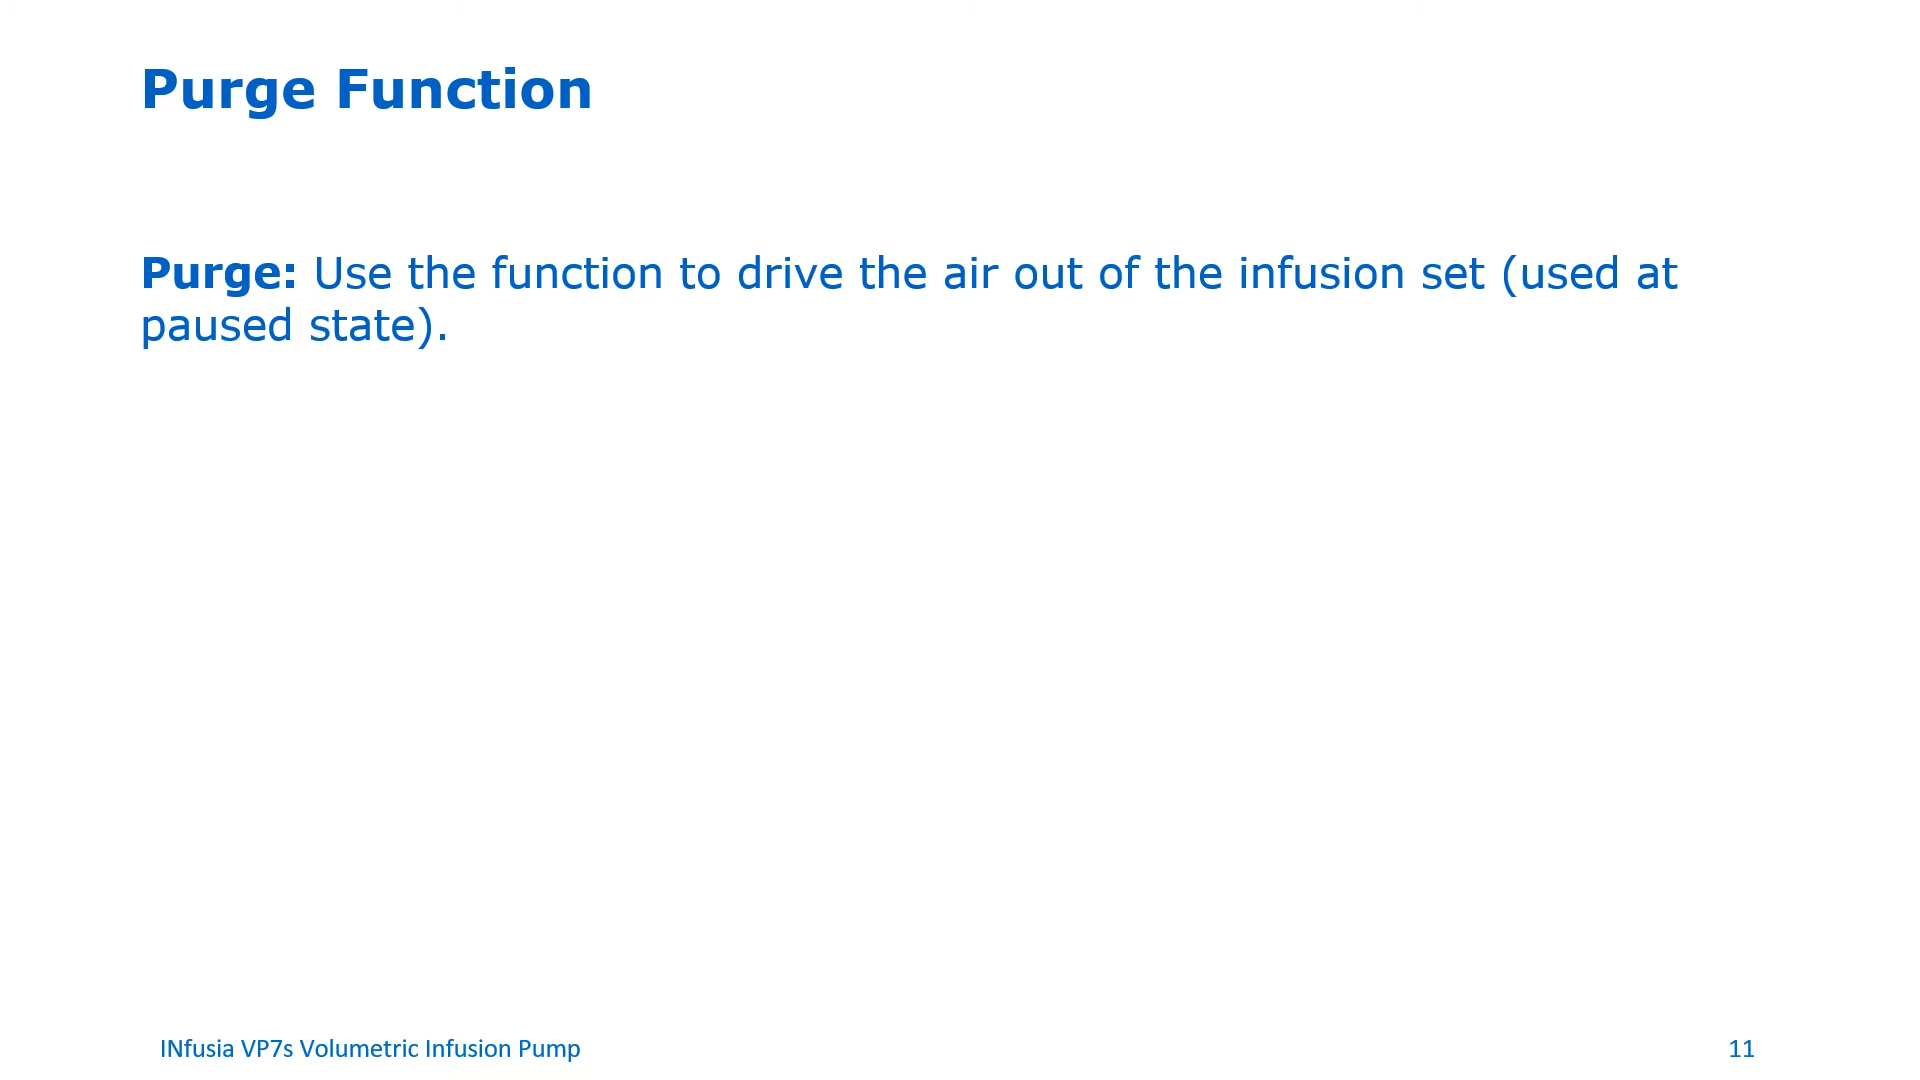 Purge Function
Purge: Use the function to drive the air out of the infusion set (used at
paused state).
INfusia VP7s Volumetric Infusion Pump
11